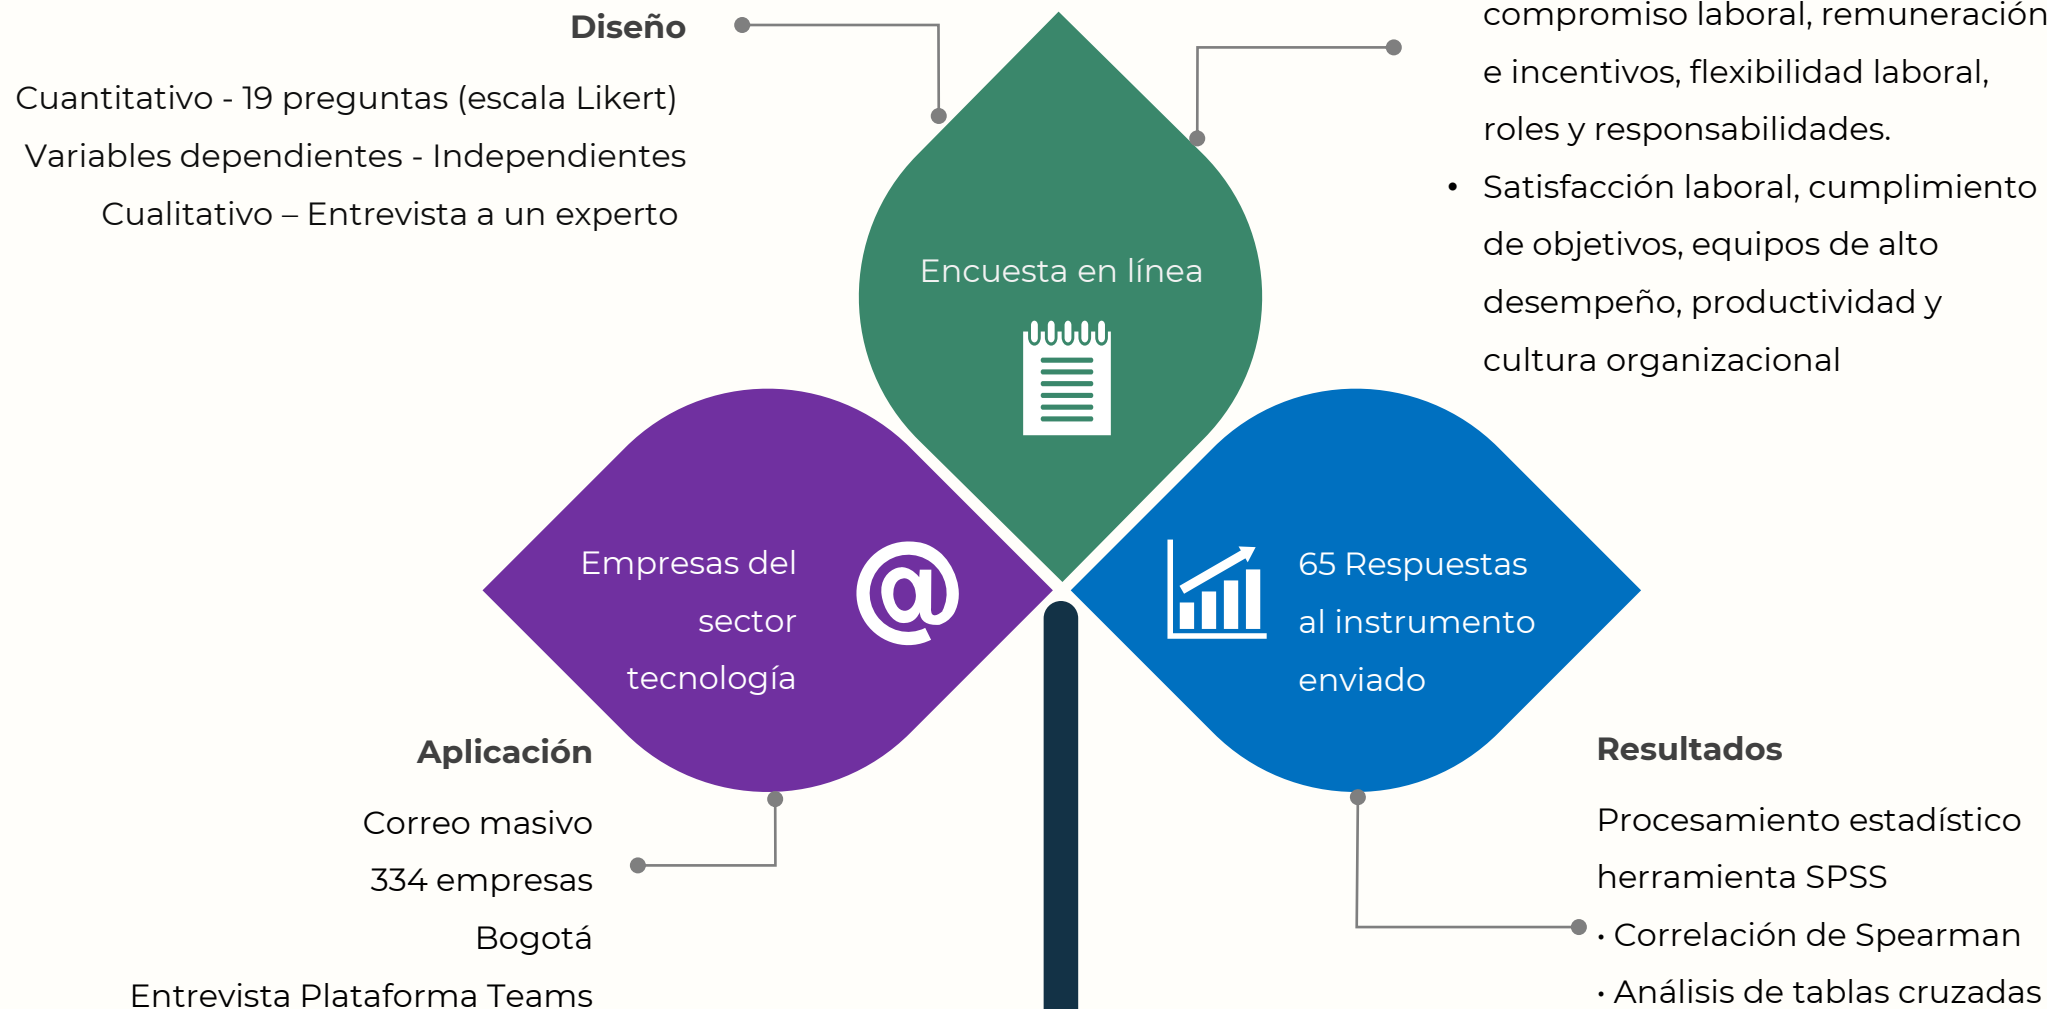 Diseño
Cuantitativo - 19 preguntas (escala Likert)
Variables dependientes - Independientes
Cualitativo – Entrevista a un experto
compromiso laboral, remuneración
e incentivos, flexibilidad laboral,
roles y responsabilidades.
• Satisfacción laboral, cumplimiento
de objetivos, equipos de alto
desempeño, productividad y
cultura organizacional
Encuesta en línea
Empresas del
sector
tecnología
@
65 Respuestas
al instrumento
enviado
Aplicación
Correo masivo
334 empresas
Bogotá
Entrevista Plataforma Teams
Resultados
Procesamiento estadístico
herramienta SPSS
• Correlación de Spearman
• Análisis de tablas cruzadas